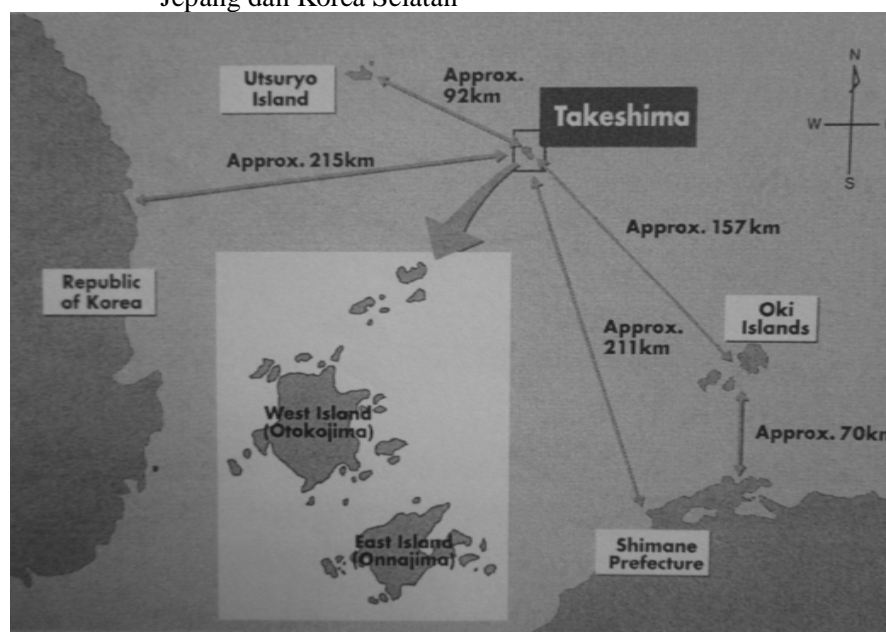 Jepang dan Korea Selatan
Utsuryo
Island
Approx.
92km
Takeshima
N
W
S
Approx. 215km
Approx. 157km
Republic
of Korea
Oki
Islands
Approx.
211km
West Island
(Otokojima)
Approx. 70km
East Island
(Onnajima)
Shimane
Prefecture